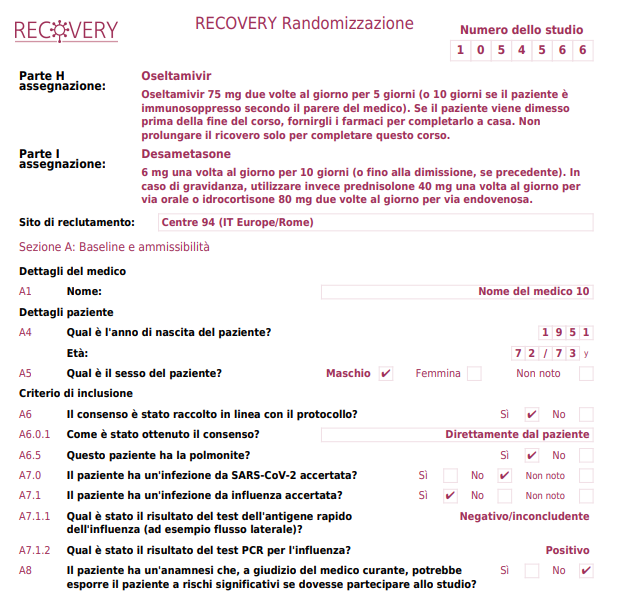 RECOVERY
RECOVERY Randomizzazione
Numero dello studio
1 0 5 4 5 6 6
Parte H assegnazione:
Oseltamivir
Oseltamivir 75 mg due volte al giorno per 5 giorni (o 10 giorni se il paziente è
immunosoppresso secondo il parere del medico). Se il paziente viene dimesso
prima della fine del corso, fornirgli i farmaci per completarlo a casa. Non
prolungare il ricovero solo per completare questo corso.
Parte I assegnazione:
Desametasone
6 mg una volta al giorno per 10 giorni (o fino alla dimissione, se precedente). In
caso di gravidanza, utilizzare invece prednisolone 40 mg una volta al giorno per
via orale o idrocortisone 80 mg due volte al giorno per via endovenosa.
Sito di reclutamento: Centre 94 (IT Europe/Rome)
Sezione A: Baseline e ammissibilità
Dettagli del medico
A1 Nome: Nome del medico 10
Dettagli paziente
A4 Qual è l'anno di nascita del paziente? 1 9 5 1
Età: 7 2 / 7 3 y
A5 Qual è il sesso del paziente? Maschio ✔ Femmina Non noto
Criterio di inclusione
A6 Il consenso è stato raccolto in linea con il protocollo? Sì ✔ No
A6.0.1 Come è stato ottenuto il consenso? Direttamente dal paziente
A6.5 Questo paziente ha la polmonite? Sì ✔ No
A7.0 Il paziente ha un'infezione da SARS-CoV-2 accertata? Sì No ✔ Non noto
A7.1 Il paziente ha un'infezione da influenza accertata? Sì ✔ No Non noto
A7.1.1 Qual è stato il risultato del test dell'antigene rapido Negativo/inconcludente
dell'influenza (ad esempio flusso laterale)?
A7.1.2 Qual è stato il risultato del test PCR per l'influenza? Positivo
A8 Il paziente ha un'anamnesi che, a giudizio del medico curante, potrebbe Sì No ✔
esporre il paziente a rischi significativi se dovesse partecipare allo studio?